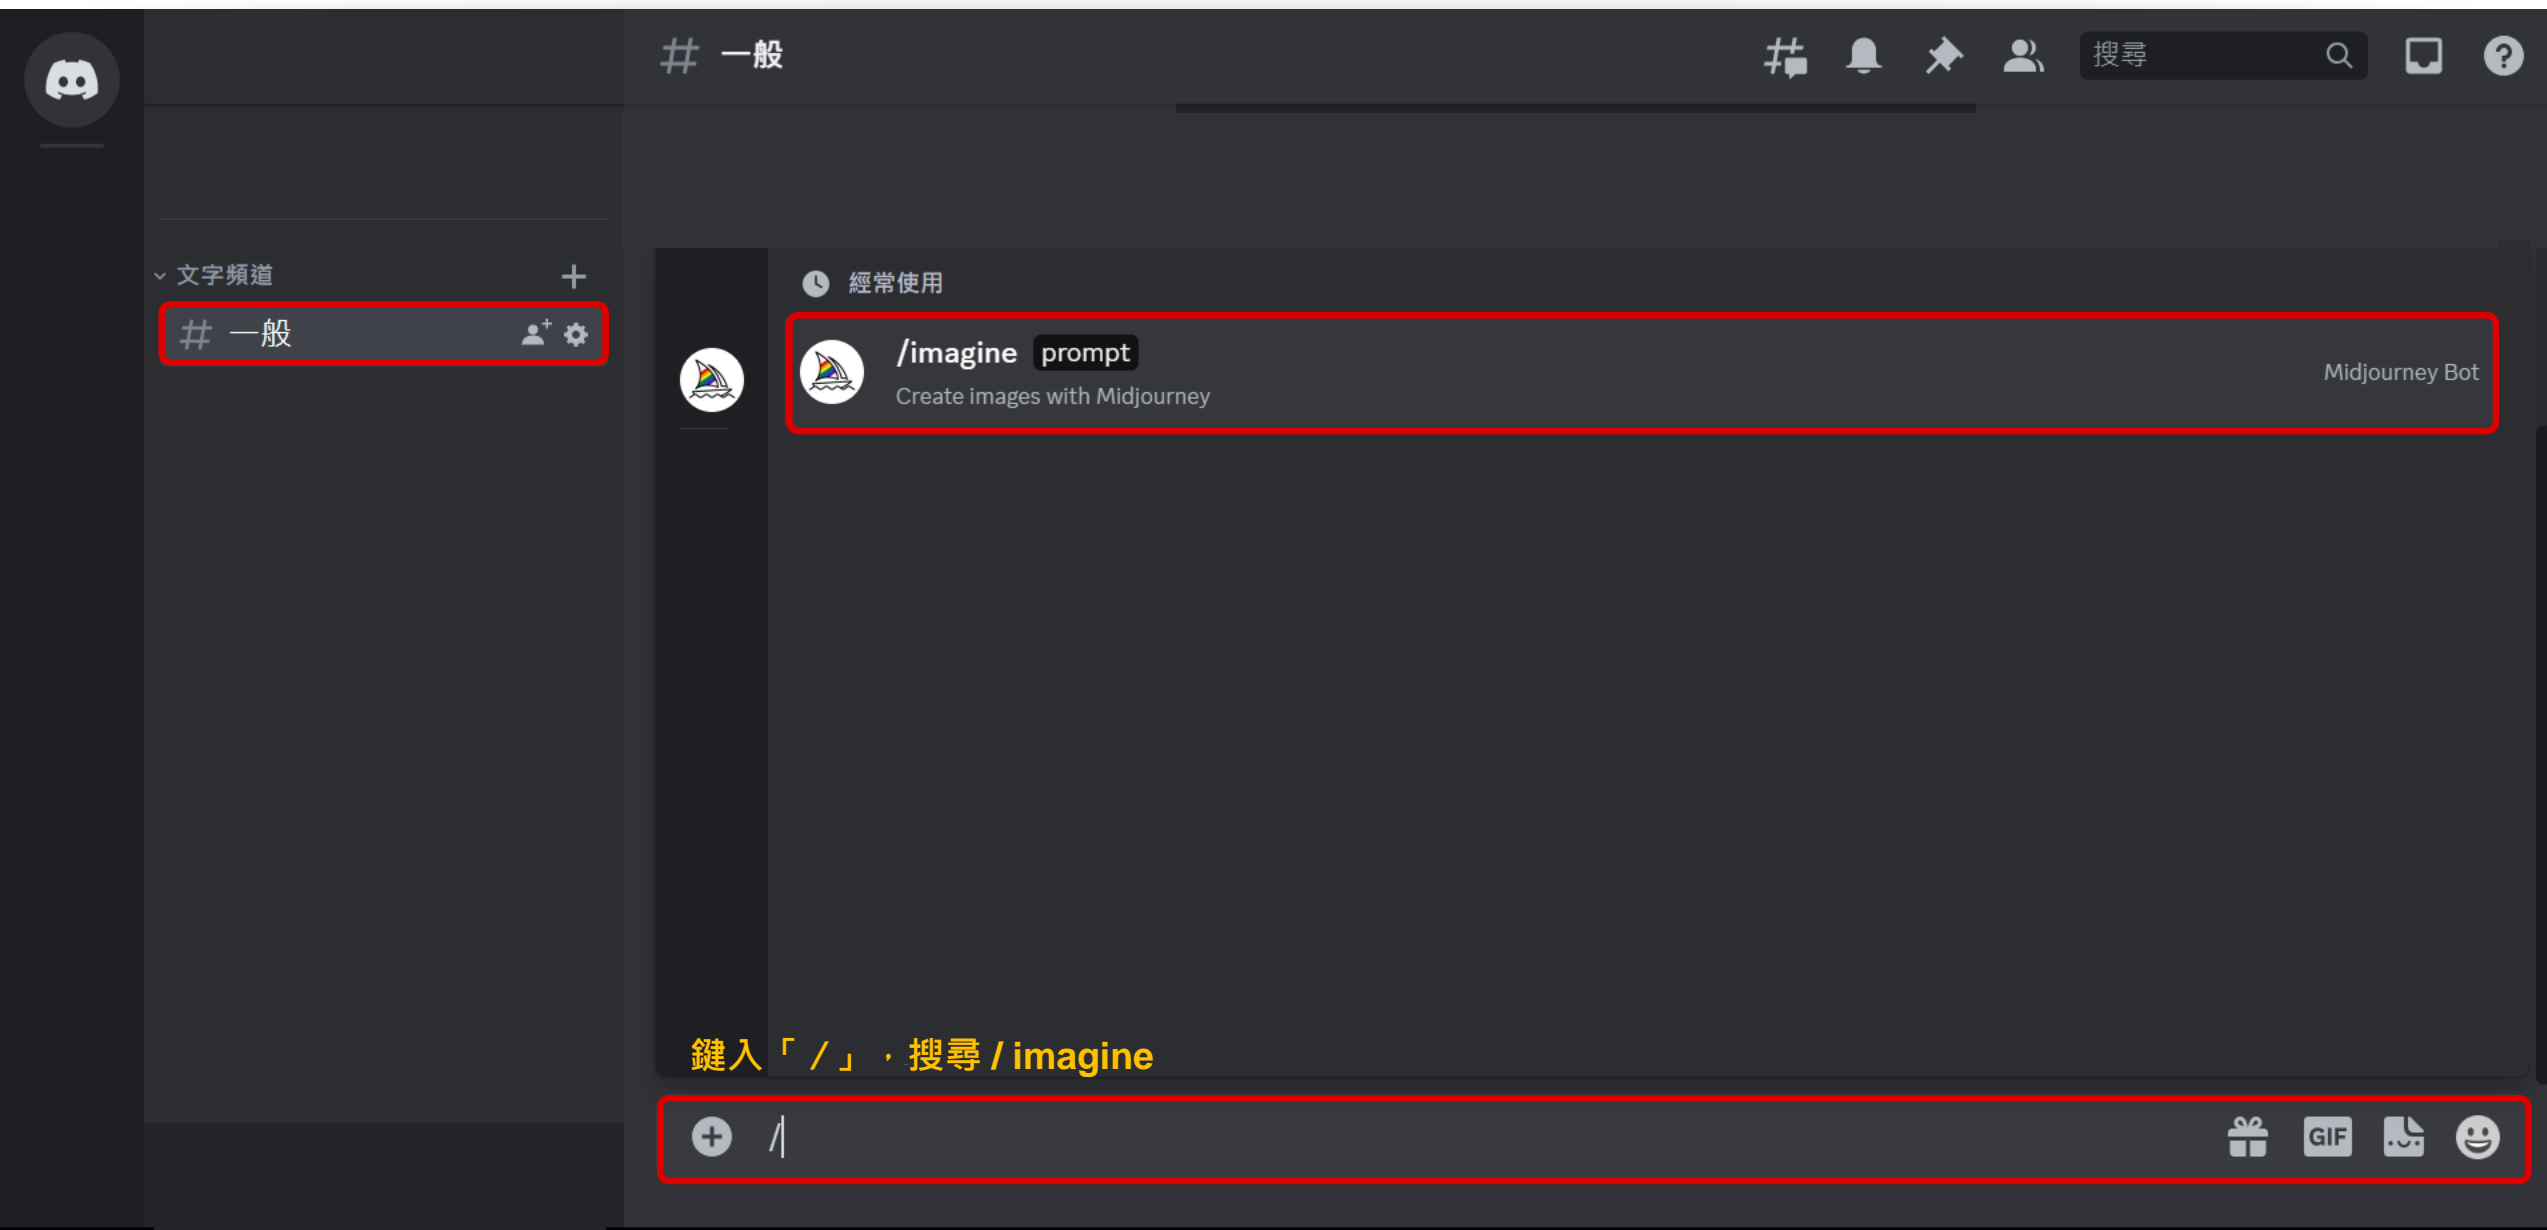 # 一般
搜尋
文字頻道
# 一般
經常使用
/imagine prompt
Create images with Midjourney
Midjourney Bot
鍵入「 / 」，搜尋 / imagine
/
GIF